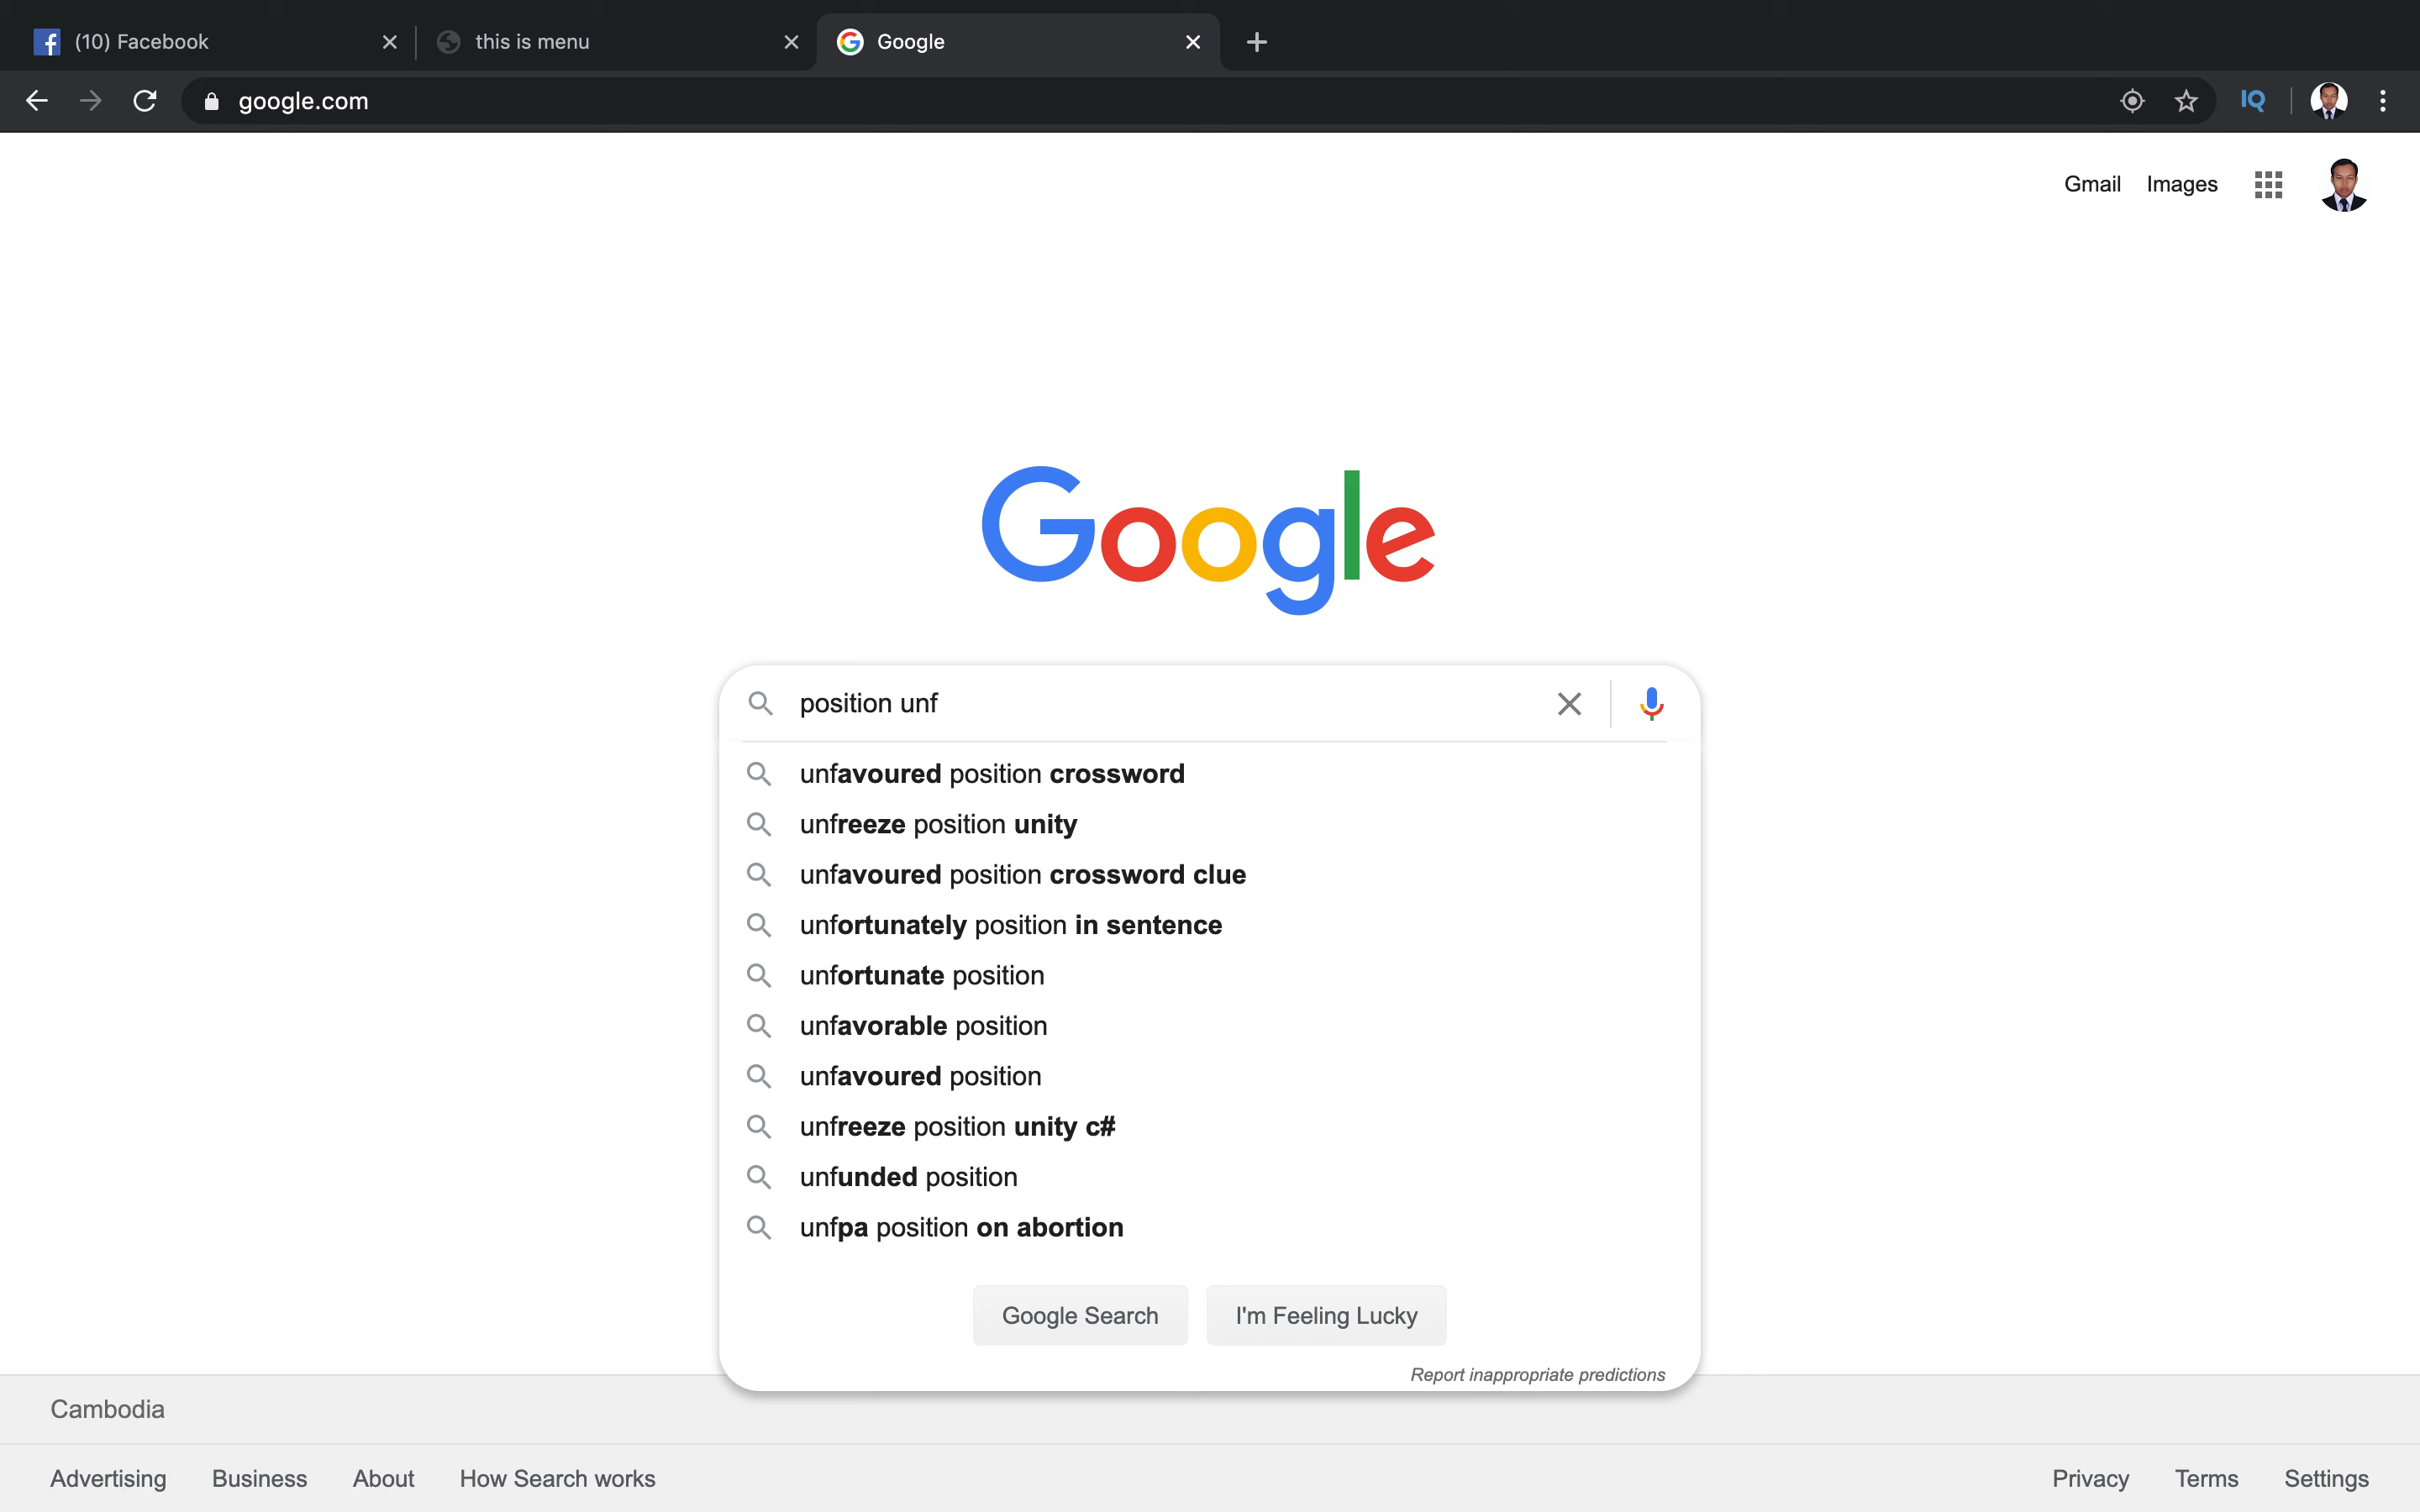 (10) Facebook
this is menu
Google
google.com
IQ
Gmail Images
Google
position unf
unfavoured position crossword
unfreeze position unity
unfavoured position crossword clue
unfortunately position in sentence
unfortunate position
unfavorable position
unfavoured position
unfreeze position unity c#
unfunded position
unfpa position on abortion
Google Search I'm Feeling Lucky
Report inappropriate predictions
Cambodia
Advertising Business About How Search works Privacy Terms Settings